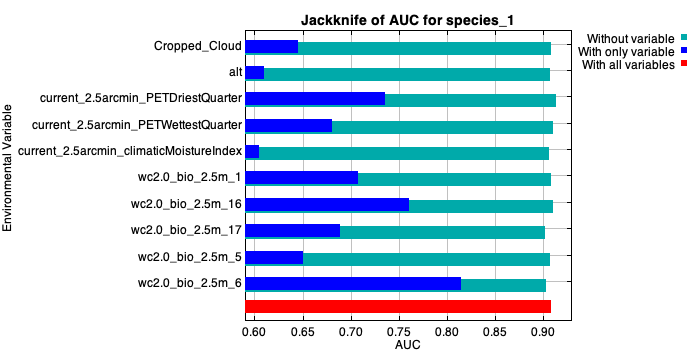 Jackknife of AUC for species_1
Without variable
With only variable
With all variables
Environmental Variable
Cropped_Cloud
alt
current_2.5arcmin_PETDriestQuarter
current_2.5arcmin_PETWettestQuarter
current_2.5arcmin_climaticMoistureIndex
wc2.0_bio_2.5m_1
wc2.0_bio_2.5m_16
wc2.0_bio_2.5m_17
wc2.0_bio_2.5m_5
wc2.0_bio_2.5m_6
0.60 0.65 0.70 0.75 0.80 0.85 0.90
AUC